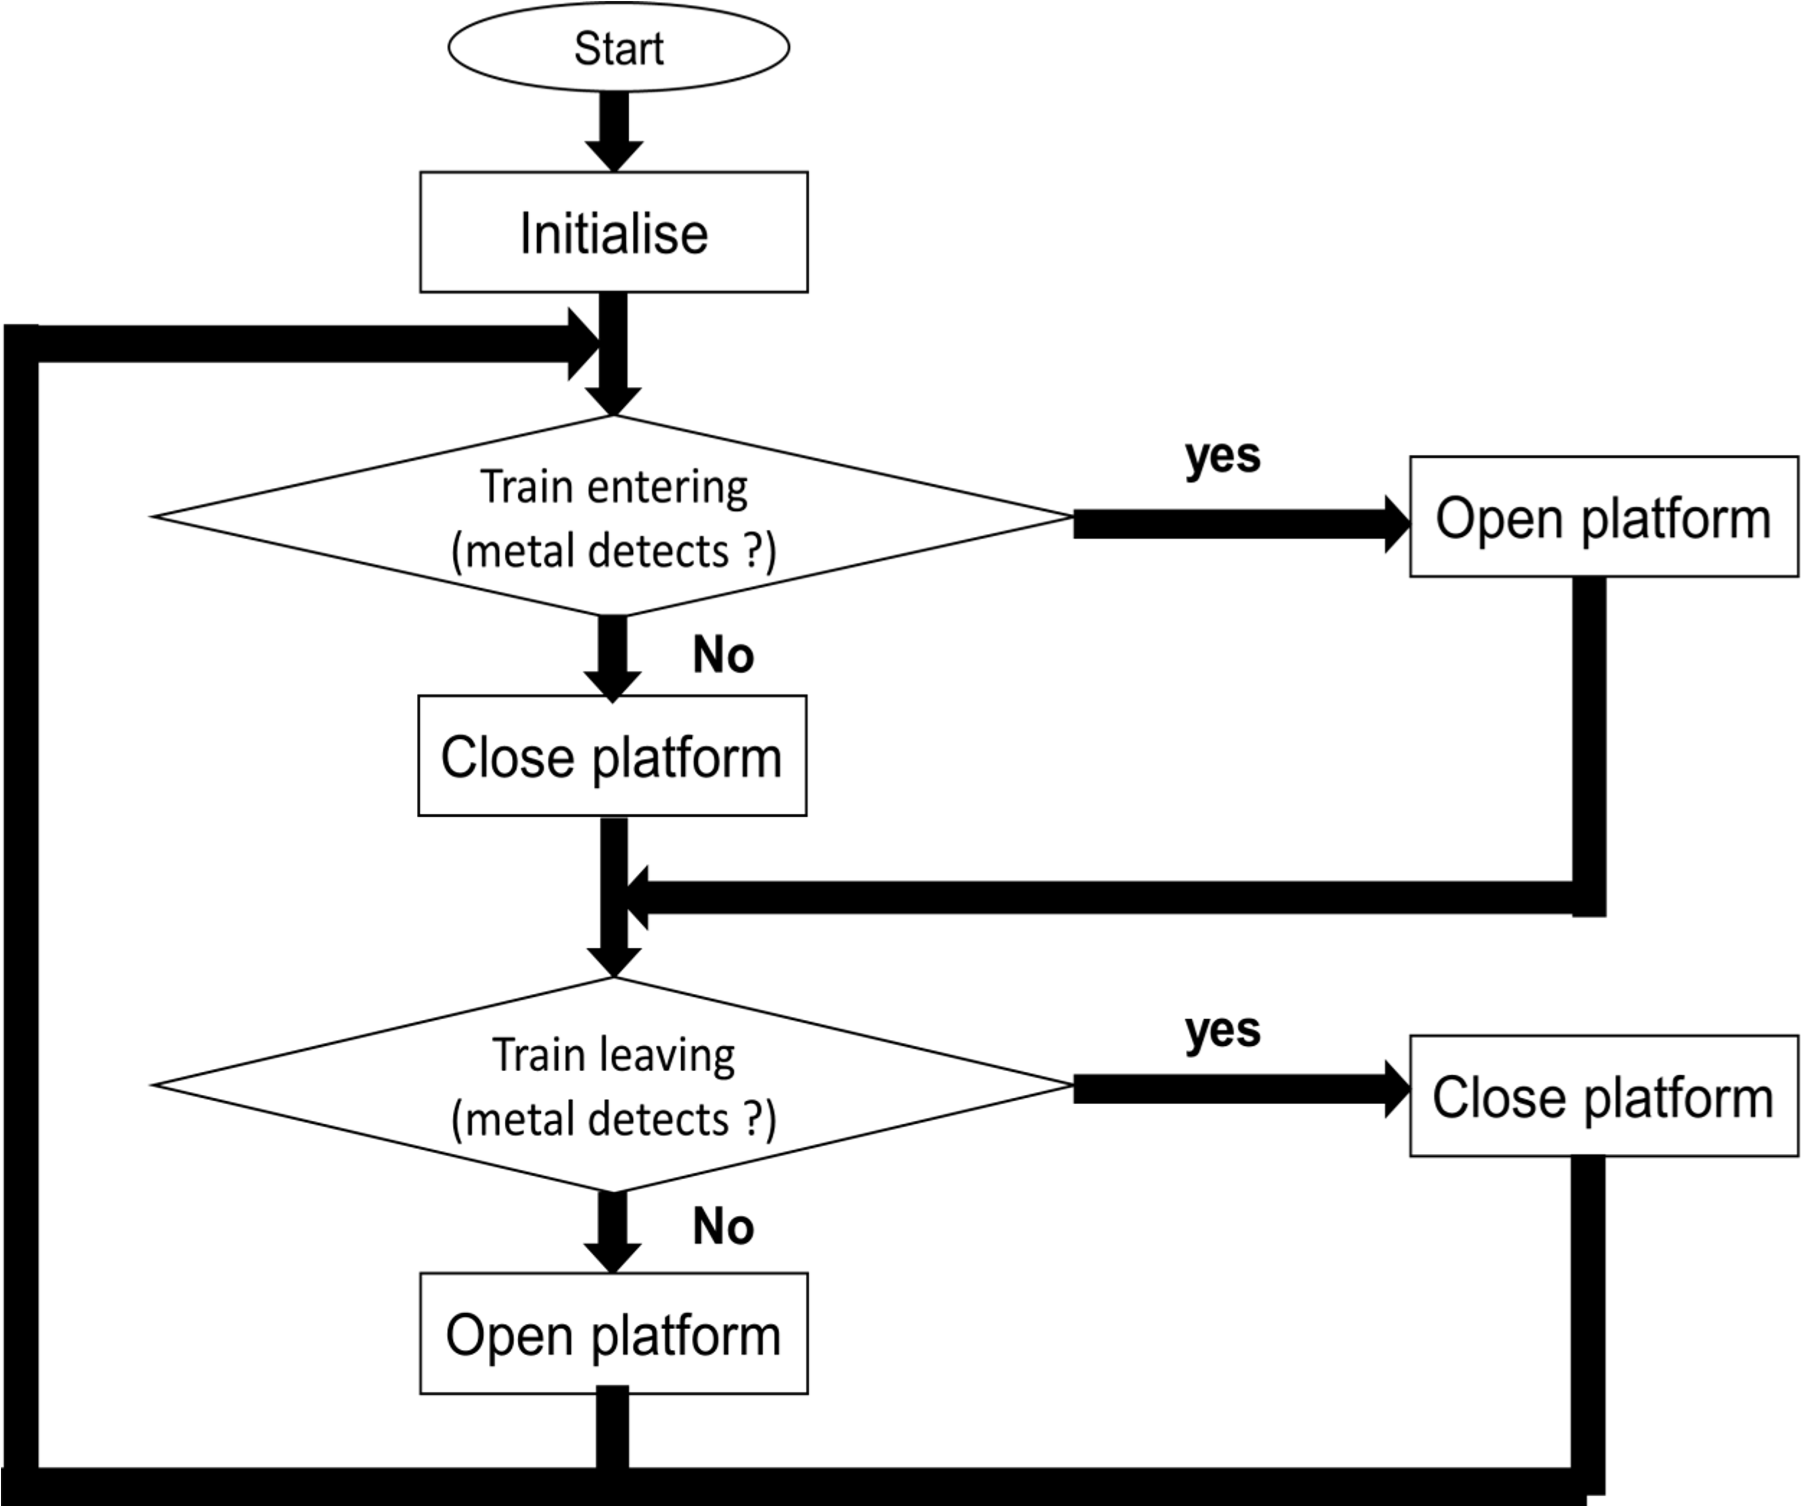 Start
Initialise
Train entering
(metal detects ?)
yes
Open platform
No
Close platform
Train leaving
(metal detects ?)
yes
Close platform
No
Open platform